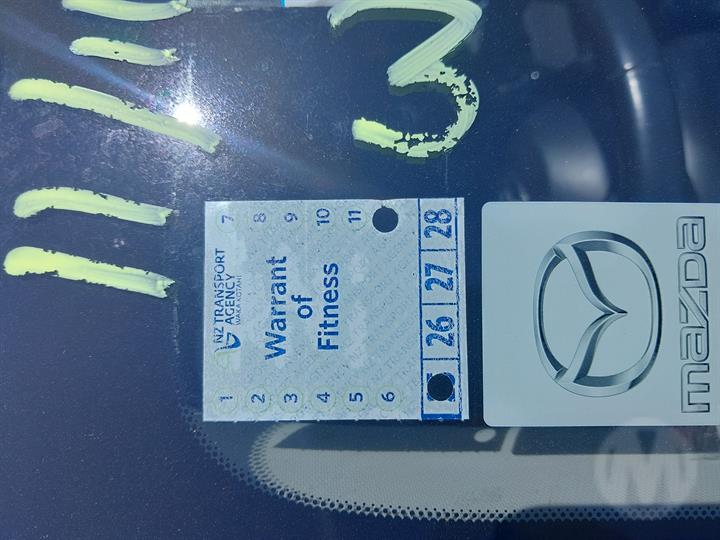 3
NZ TRANSPORT
AGENCY
WAKA KOTAHI
Warrant
of
Fitness
1
2
3
4
5
6
7
8
9
10
11
26 27 28
mazda